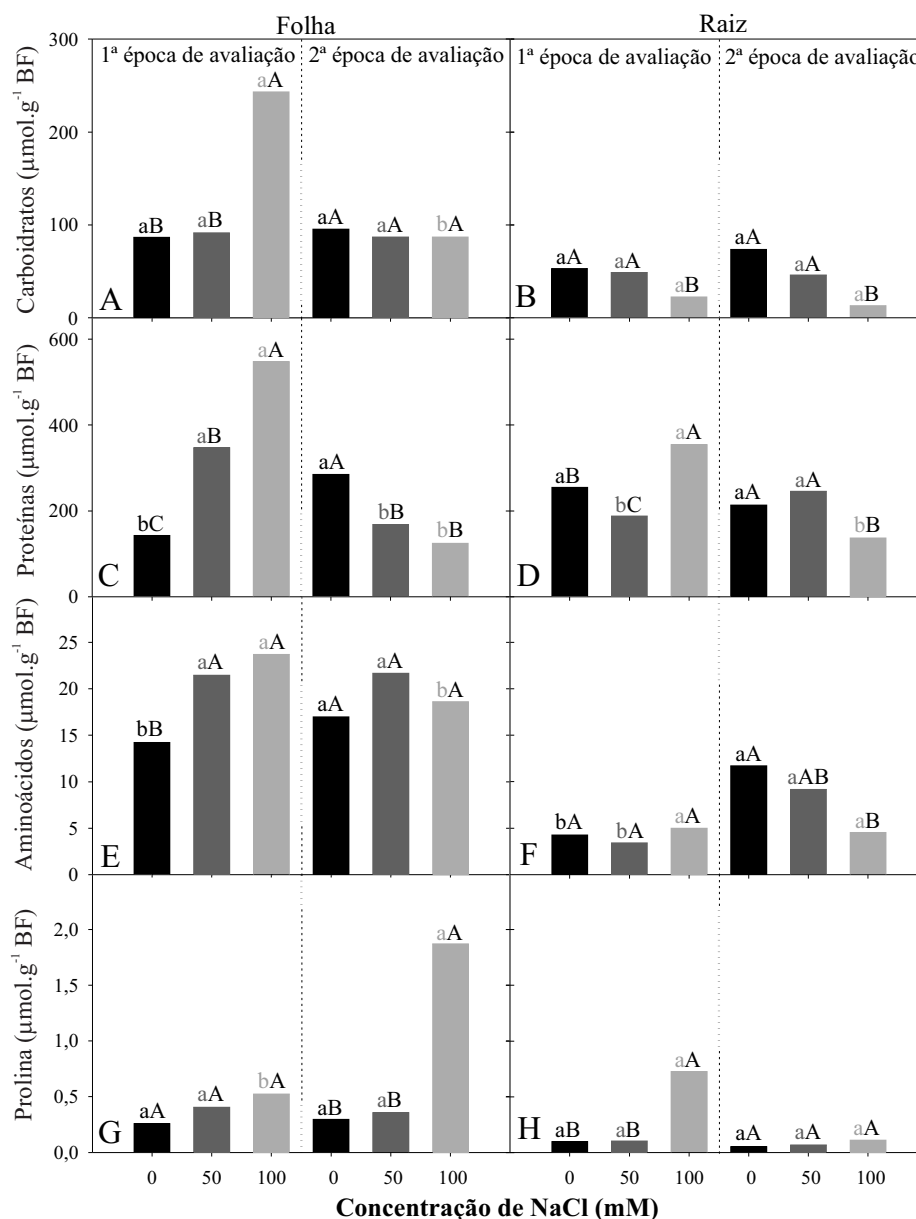 Folha
Raiz
1ª época de avaliação
2ª época de avaliação
1ª época de avaliação
2ª época de avaliação
Carboidratos (µmol.g⁻¹ BF)
300
200
100
0
aB
aB
aA
aA
aA
bA
A
aA
aA
aB
aA
aA
aB
B
Proteínas (µmol.g⁻¹ BF)
600
400
200
0
bC
aB
aA
aA
bB
bB
C
aB
bC
aA
aA
aA
bB
D
Aminoácidos (µmol.g⁻¹ BF)
25
20
15
10
5
0
bB
aA
aA
aA
aA
bA
E
bA
bA
aA
aA
aAB
aB
F
Prolina (µmol.g⁻¹ BF)
2,0
1,5
1,0
0,5
0,0
aA
aA
bA
aB
aB
aA
G
aB
aB
aA
aA
aA
aA
H
0 50 100 0 50 100 0 50 100 0 50 100
Concentração de NaCl (mM)